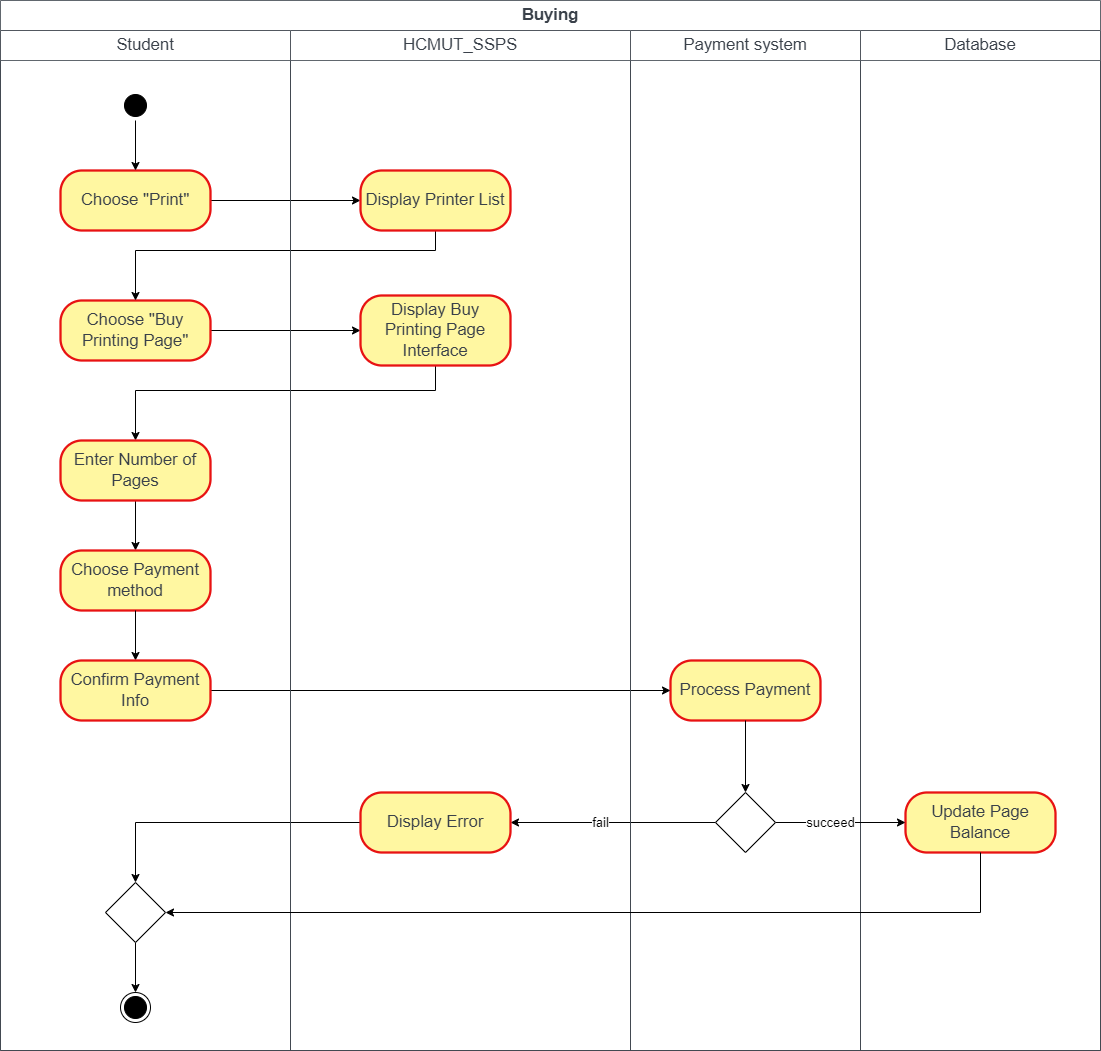 Buying
Student
HCMUT_SSPS
Payment system
Database
Choose "Print"
Display Printer List
Choose "Buy
Printing Page"
Display Buy
Printing Page
Interface
Enter Number of
Pages
Choose Payment
method
Confirm Payment
Info
Process Payment
Display Error
fail
succeed
Update Page
Balance